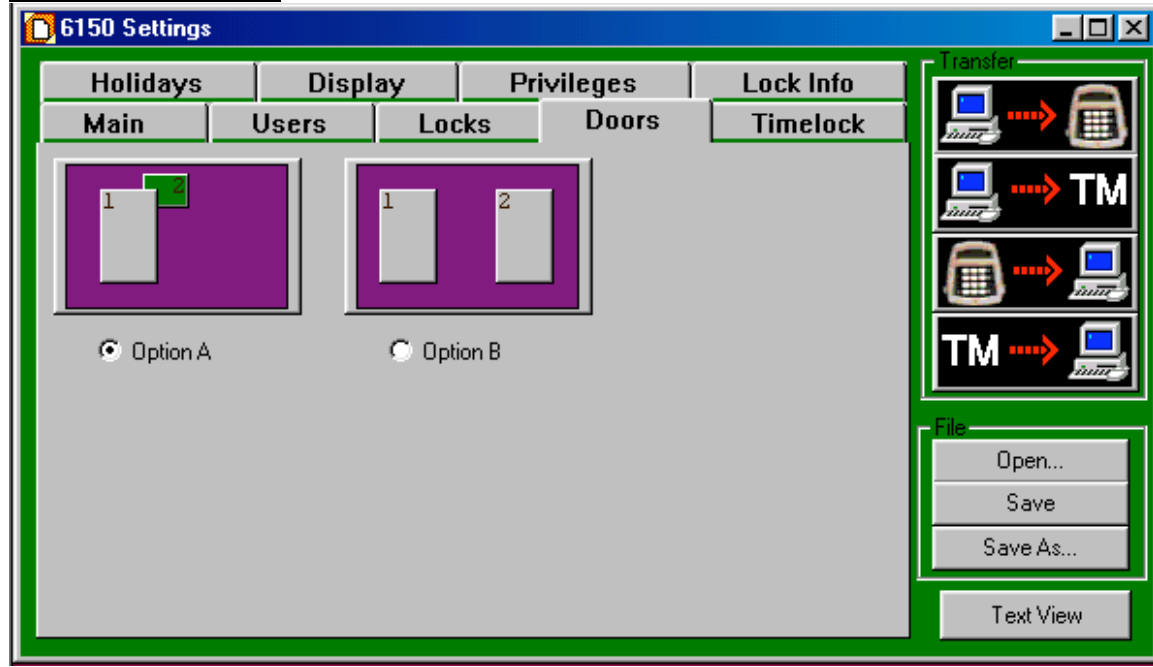 6150 Settings
Holidays Display Privileges Lock Info
Main Users Locks Doors Timelock
1 2
1 2
Option A Option B
Transfer
TM
TM
File
Open...
Save
Save As...
Text View